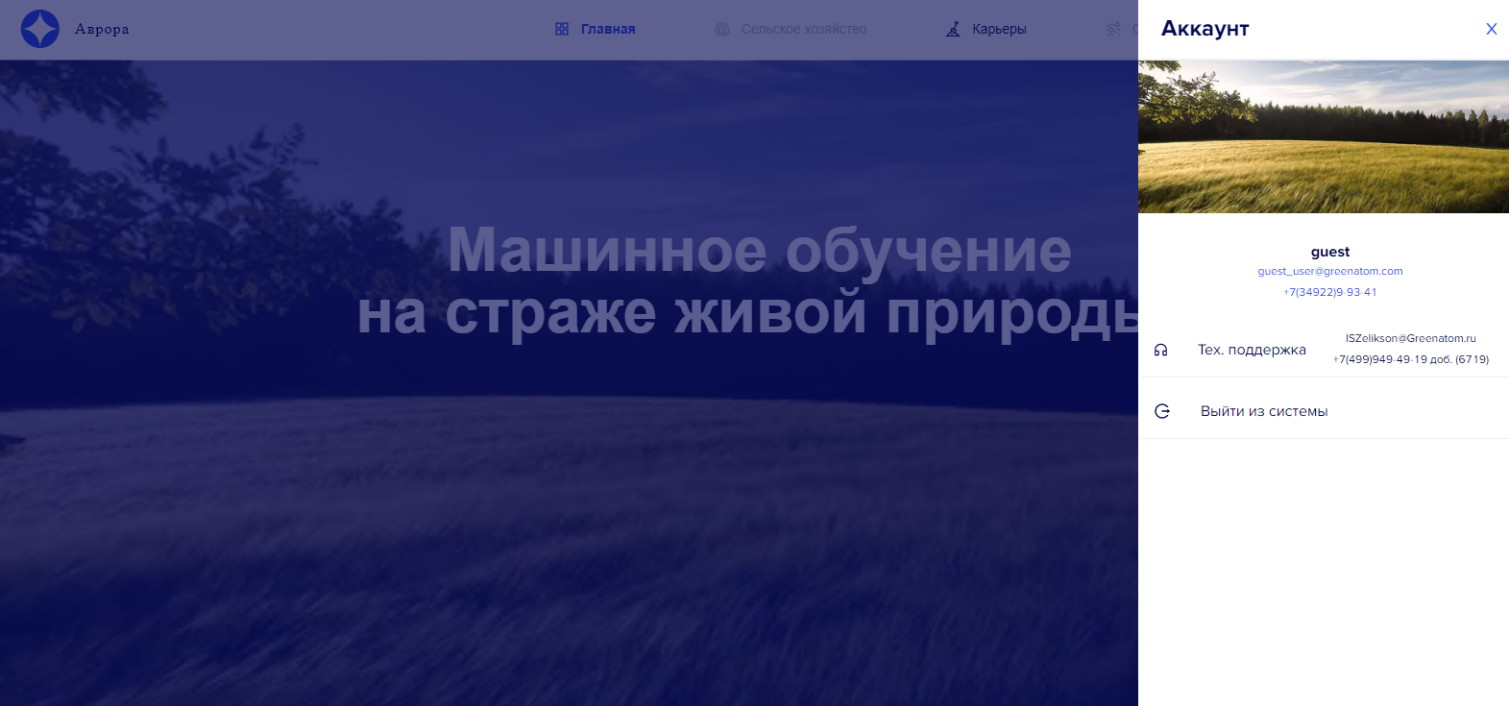 Аврора
Главная
Сельское хозяйство
Карьеры
Аккаунт
Машинное обучение
на страже живой природы
guest
guest_user@greenatom.com
+7(34922)9-93-41
Тех. поддержка
ISZelikson@Greenatom.ru
+7(499)949-49-19 доб. (6719)
Выйти из системы